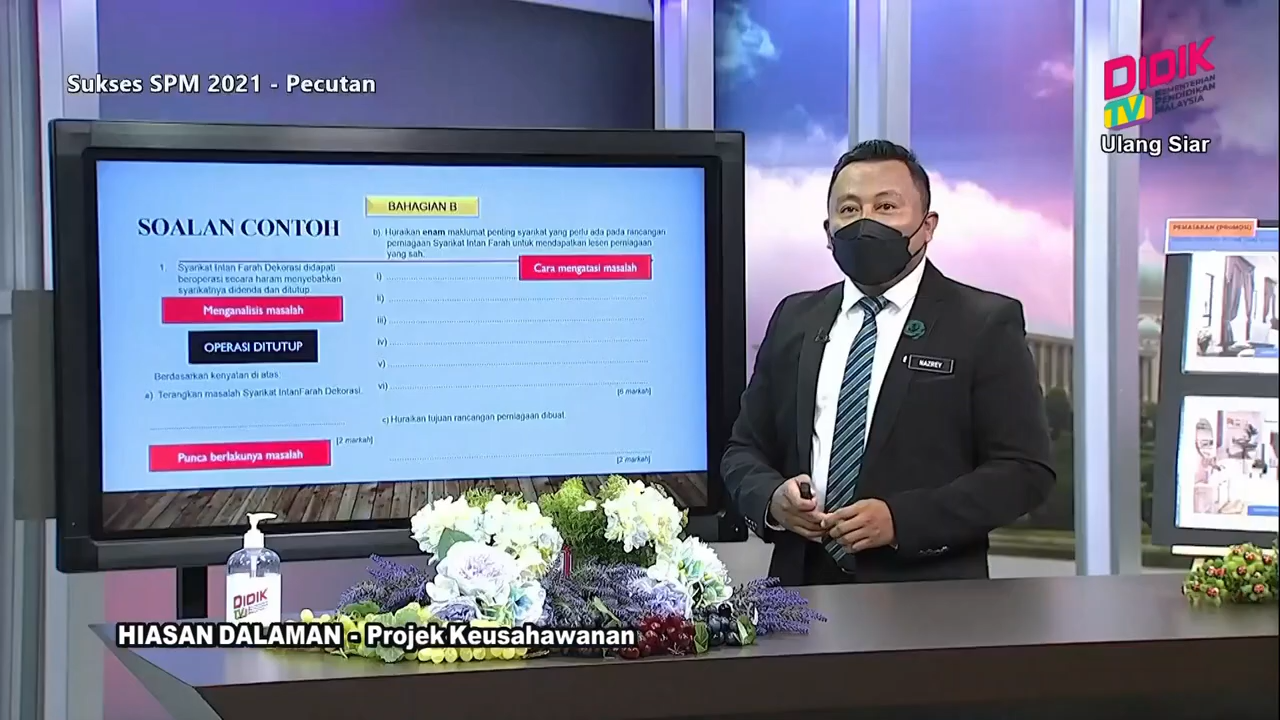 Sukses SPM 2021 - Pecutan
DIDIK
TV
KEMENTERIAN
PENDIDIKAN
MALAYSIA
Ulang Siar
BAHAGIAN B
SOALAN CONTOH
1. Syarikat Intan Farah Dekorasi didapati
beroperasi secara haram menyebabkan
syarikatnya didenda dan ditutup.
Menganalisis masalah
OPERASI DITUTUP
Berdasarkan kenyatan di atas:
a) Terangkan masalah Syarikat IntanFarah Dekorasi.
[2 markah]
Punca berlakunya masalah
b). Huraikan enam maklumat penting syarikat yang perlu ada pada rancangan
perniagaan Syarikat Intan Farah untuk mendapatkan lesen perniagaan
yang sah.
Cara mengatasi masalah
i)
ii)
iii)
iv)
v)
vi)
[6 markah]
c) Huraikan tujuan rancangan perniagaan dibuat.
[2 markah]
NAZREY
PEMASARAN (PROMOSI)
DIDIK
TV
HIASAN DALAMAN - Projek Keusahawanan